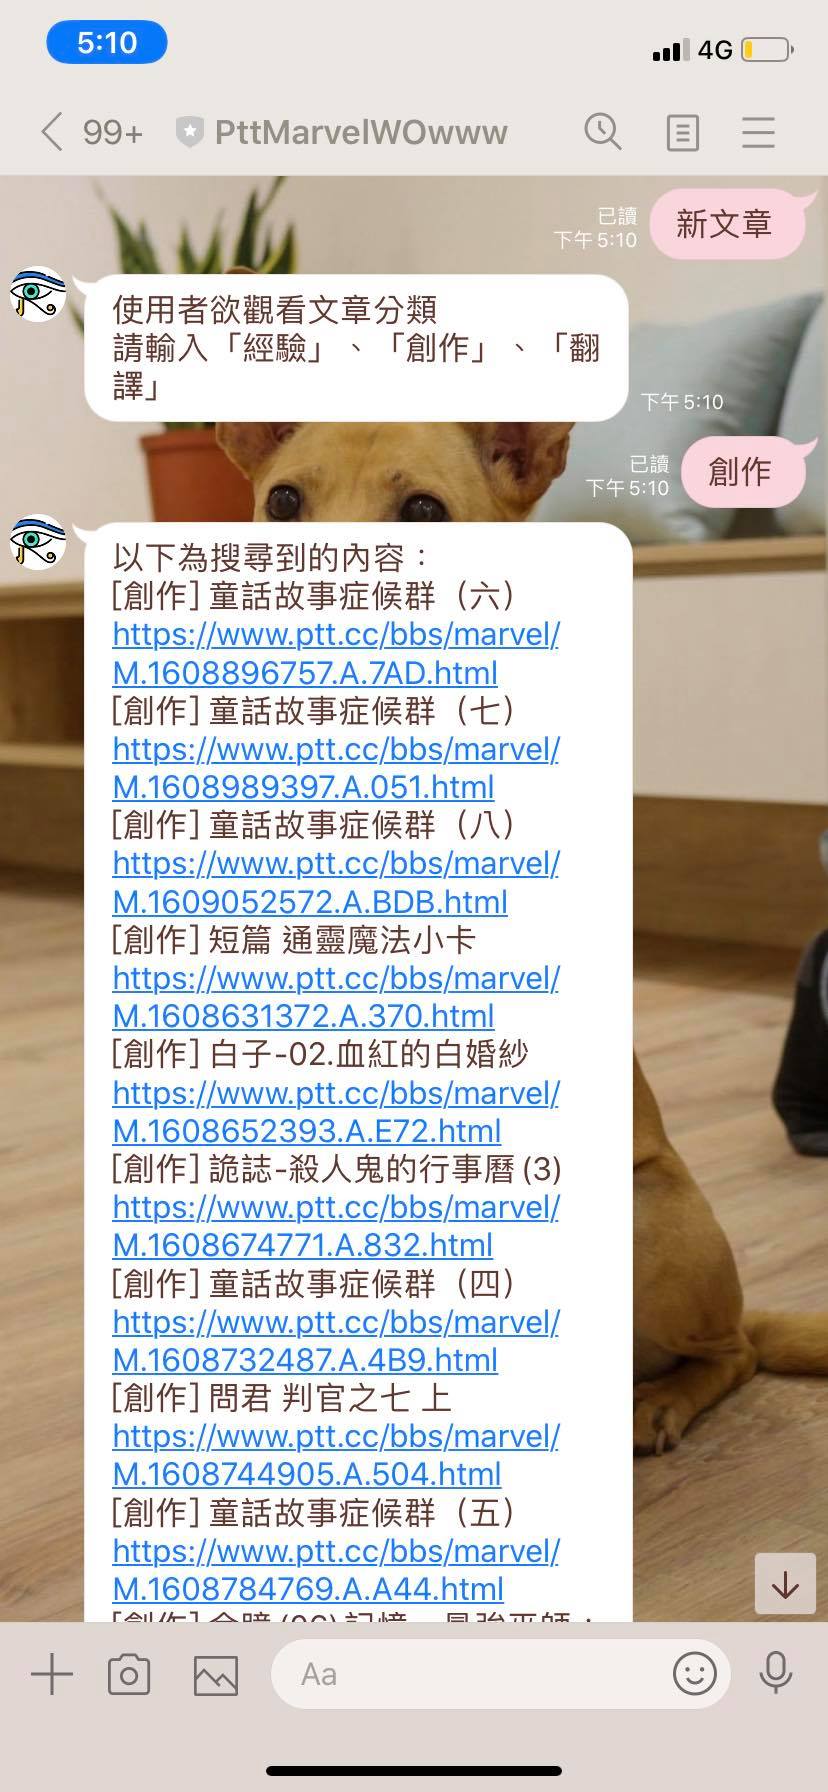 5:10
4G
99+ PttMarvelWOwww
新文章
已讀
下午 5:10
使用者欲觀看文章分類
請輸入「經驗」、「創作」、「翻
譯」
下午 5:10
創作
已讀
下午 5:10
以下為搜尋到的內容：
[創作] 童話故事症候群（六）
https://www.ptt.cc/bbs/marvel/
M.1608896757.A.7AD.html
[創作] 童話故事症候群（七）
https://www.ptt.cc/bbs/marvel/
M.1608989397.A.051.html
[創作] 童話故事症候群（八）
https://www.ptt.cc/bbs/marvel/
M.1609052572.A.BDB.html
[創作] 短篇 通靈魔法小卡
https://www.ptt.cc/bbs/marvel/
M.1608631372.A.370.html
[創作] 白子-02.血紅的白婚紗
https://www.ptt.cc/bbs/marvel/
M.1608652393.A.E72.html
[創作] 詭誌-殺人鬼的行事曆 (3)
https://www.ptt.cc/bbs/marvel/
M.1608674771.A.832.html
[創作] 童話故事症候群（四）
https://www.ptt.cc/bbs/marvel/
M.1608732487.A.4B9.html
[創作] 問君 判官之七 上
https://www.ptt.cc/bbs/marvel/
M.1608744905.A.504.html
[創作] 童話故事症候群（五）
https://www.ptt.cc/bbs/marvel/
M.1608784769.A.A44.html
Aa